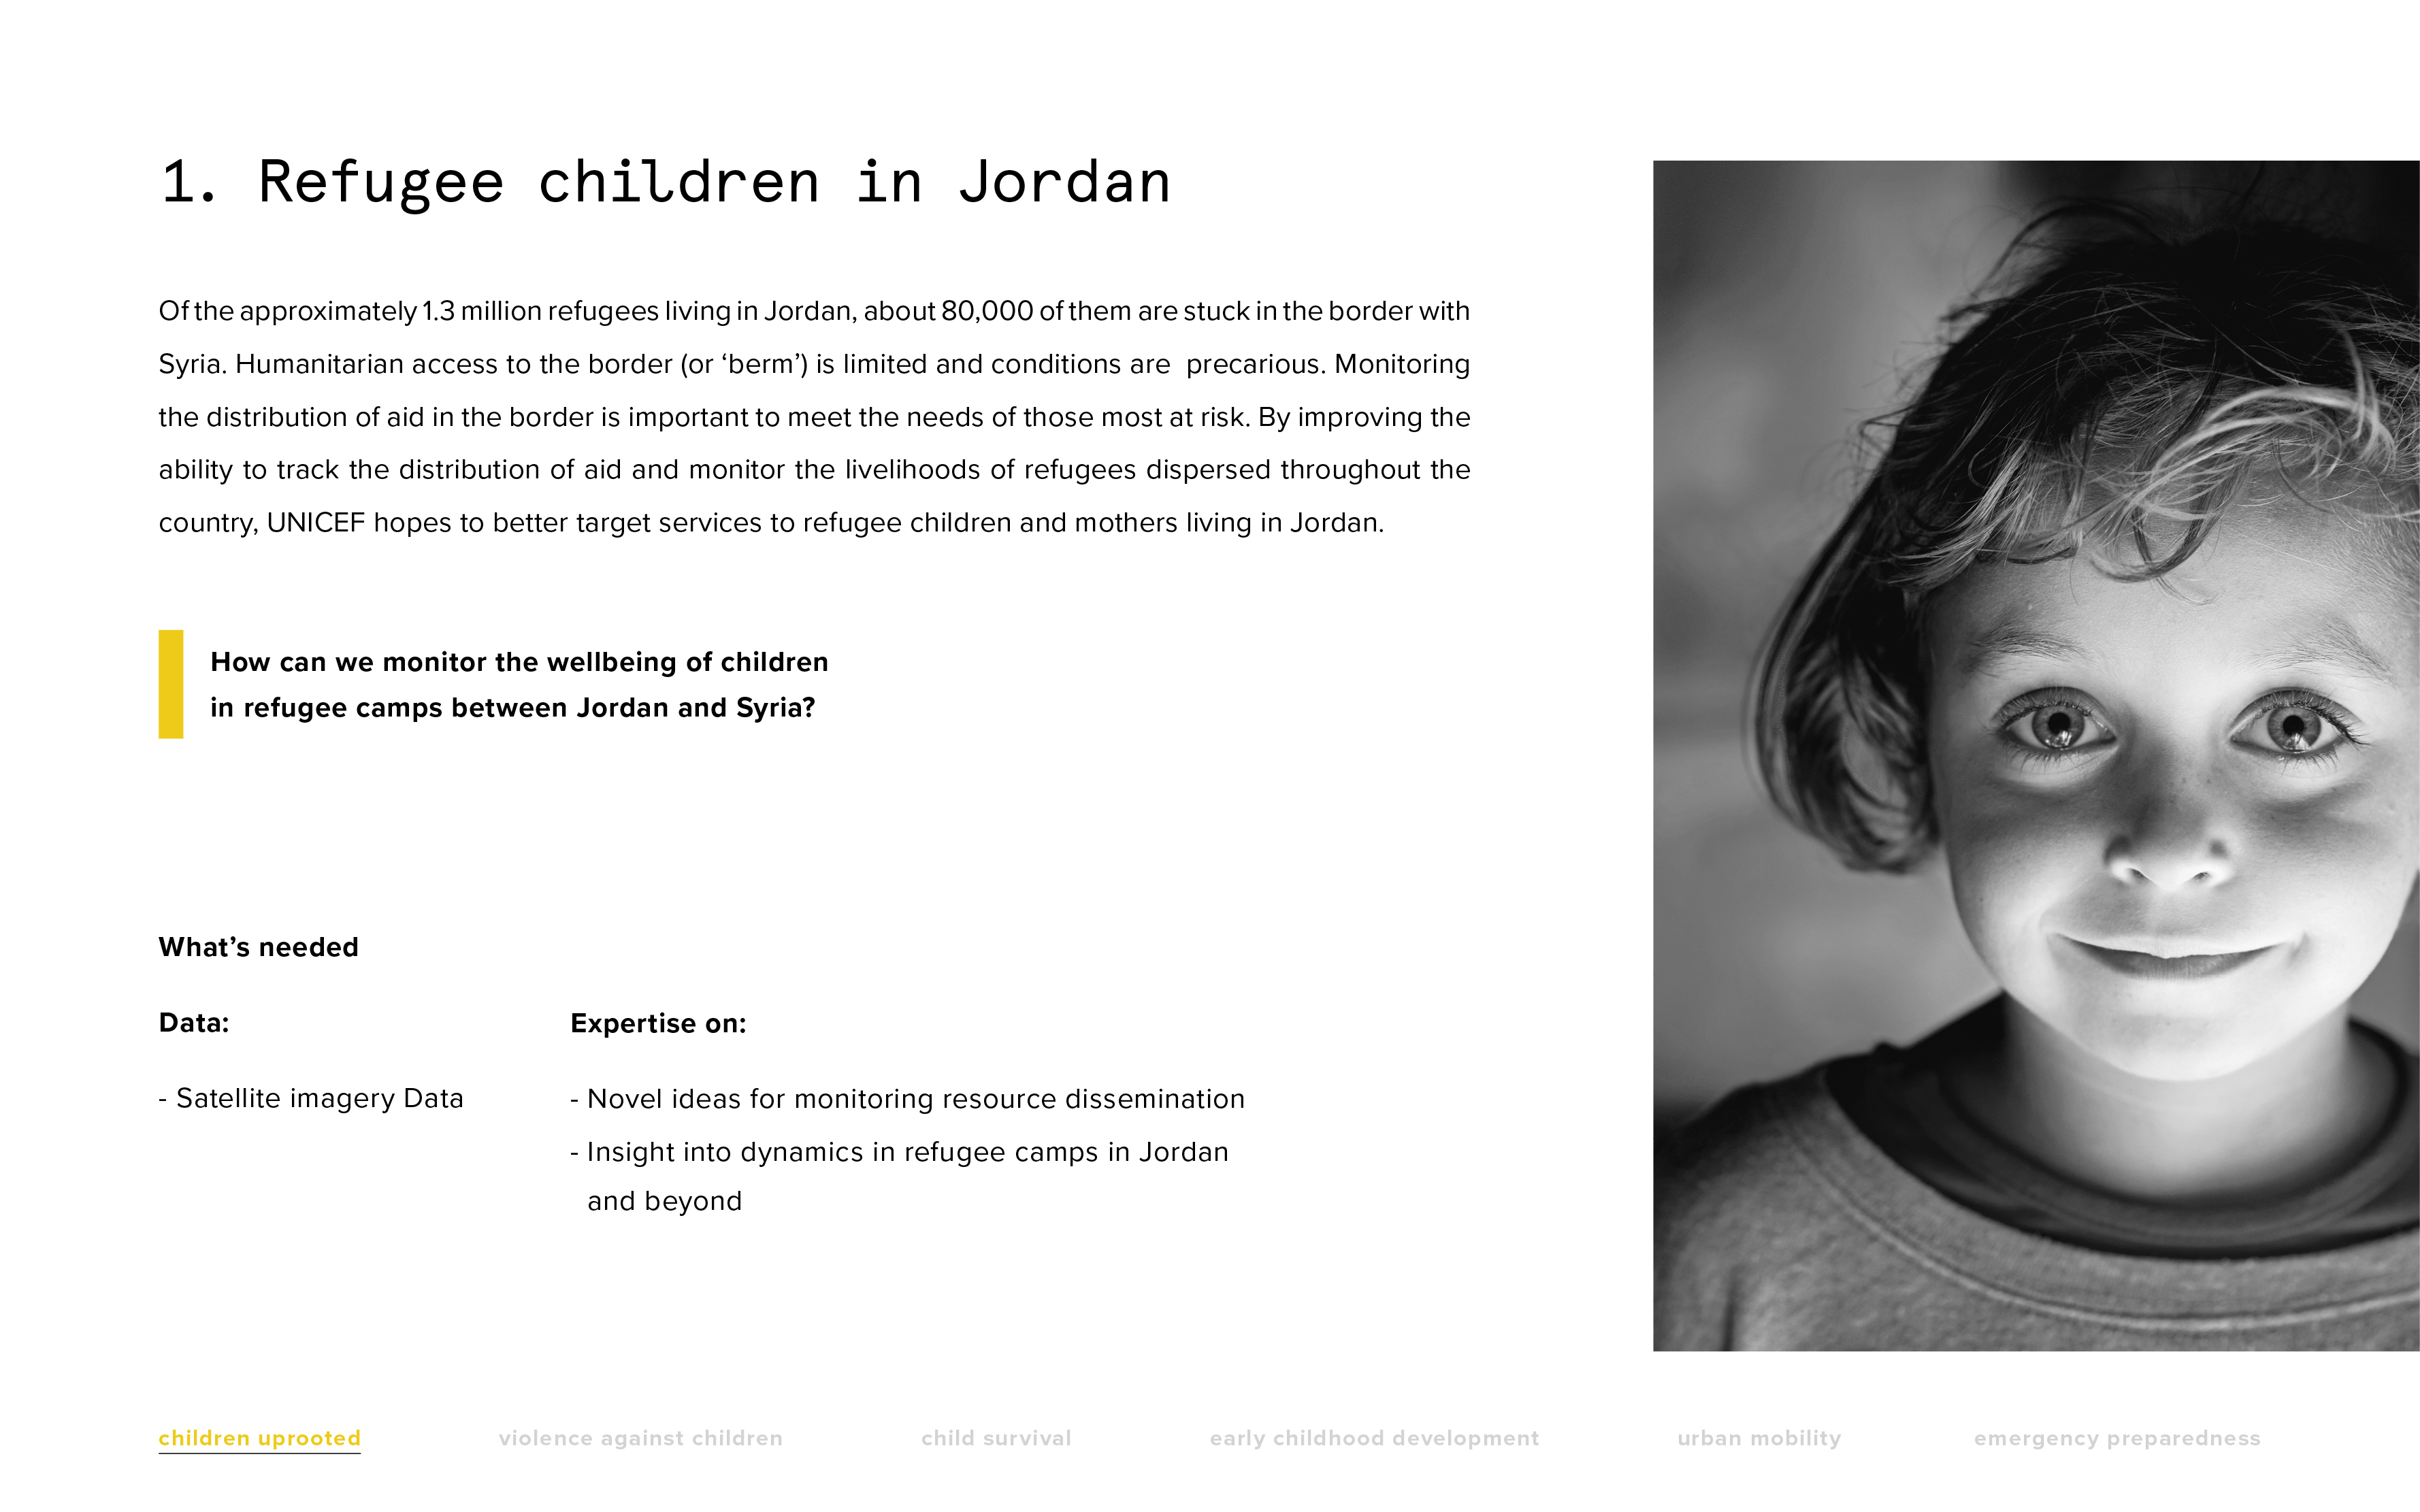 1. Refugee children in Jordan
Of the approximately 1.3 million refugees living in Jordan, about 80,000 of them are stuck in the border with
Syria. Humanitarian access to the border (or ‘berm’) is limited and conditions are  precarious. Monitoring
the distribution of aid in the border is important to meet the needs of those most at risk. By improving the
ability to track the distribution of aid and monitor the livelihoods of refugees dispersed throughout the
country, UNICEF hopes to better target services to refugee children and mothers living in Jordan.
How can we monitor the wellbeing of children
in refugee camps between Jordan and Syria?
What’s needed
Data:
- Satellite imagery Data
Expertise on:
- Novel ideas for monitoring resource dissemination
- Insight into dynamics in refugee camps in Jordan
and beyond
children uprooted
violence against children
child survival
early childhood development
urban mobility
emergency preparedness